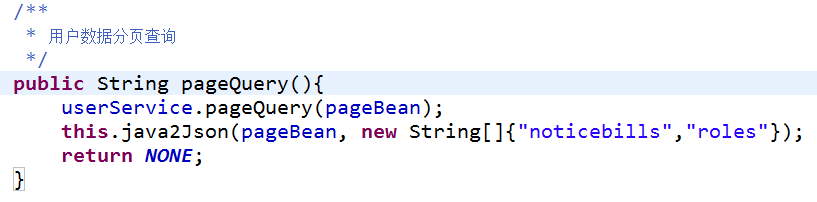 /**
 * 用户数据分页查询
 */
public String pageQuery(){
    userService.pageQuery(pageBean);
    this.java2Json(pageBean, new String[]{"noticebills","roles"});
    return NONE;
}